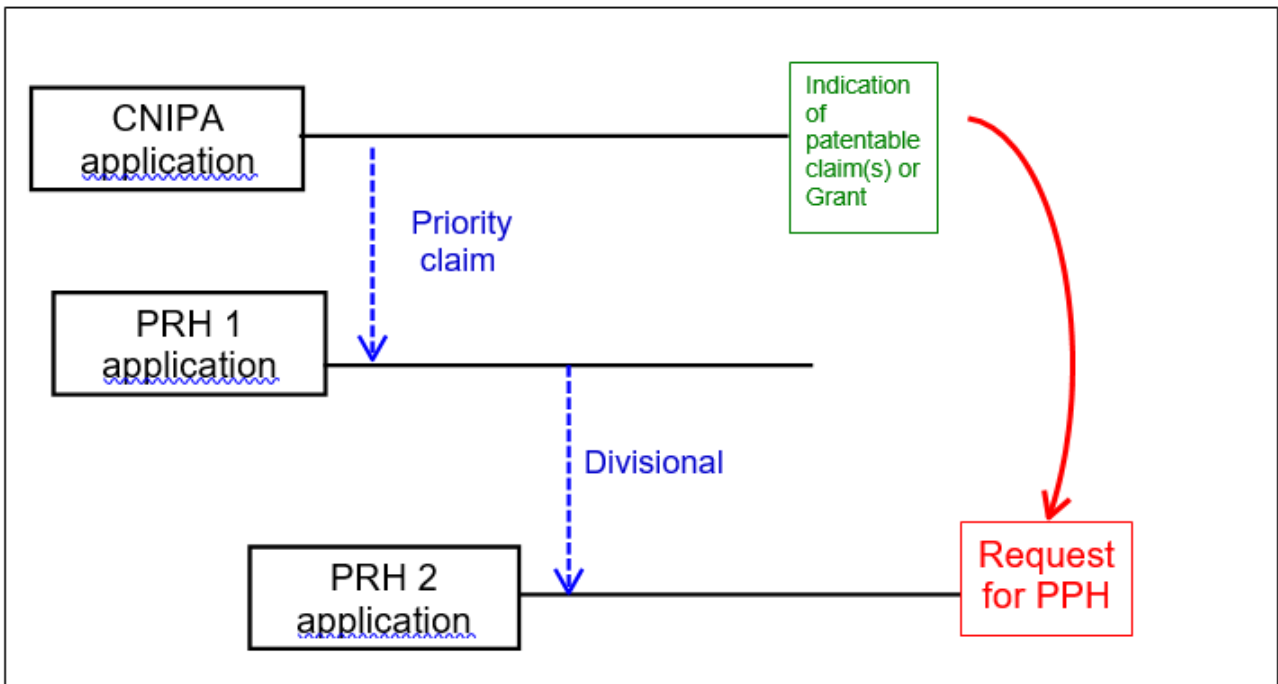 CNIPA
application
Indication
of
patentable
claim(s) or
Grant
Priority
claim
PRH 1
application
Divisional
PRH 2
application
Request
for PPH